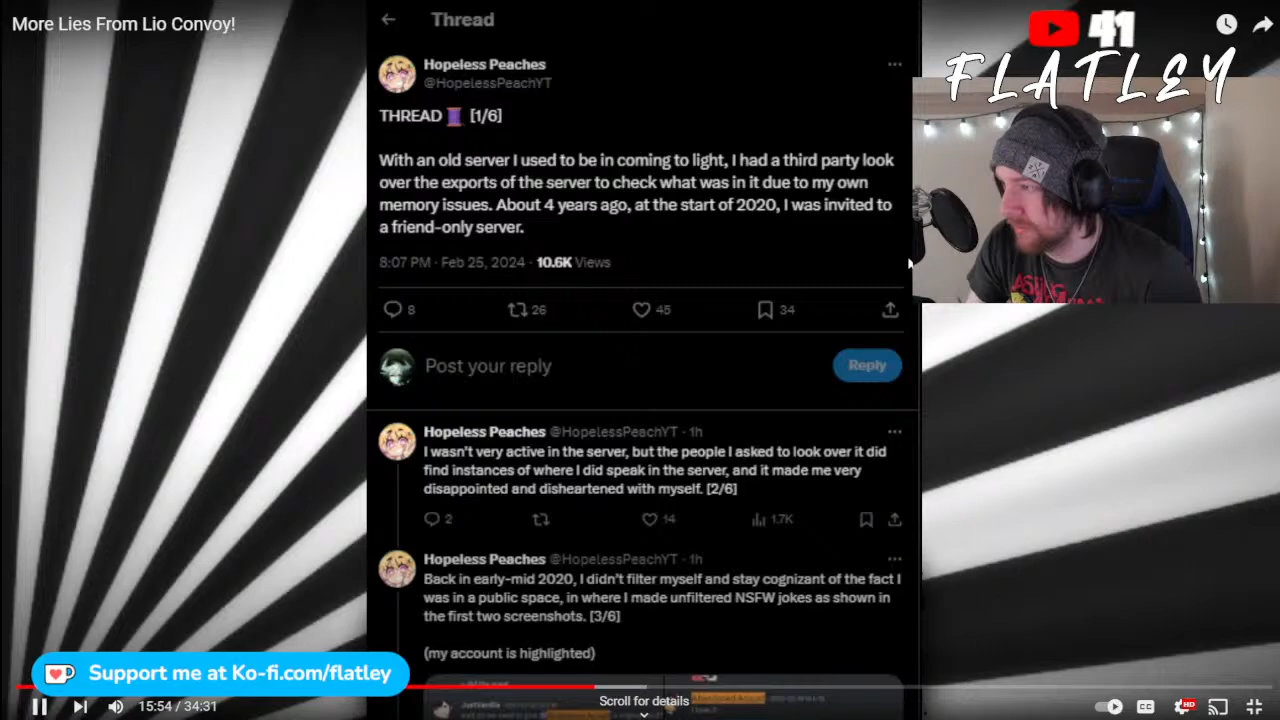 More Lies From Lio Convoy!
41
FLATLEY
Thread
Hopeless Peaches
@HopelessPeachYT
THREAD 🧵 [1/6]
With an old server I used to be in coming to light, I had a third party look
over the exports of the server to check what was in it due to my own
memory issues. About 4 years ago, at the start of 2020, I was invited to
a friend-only server.
8:07 PM · Feb 25, 2024 · 10.6K Views
8 26 45 34
Post your reply
Reply
Hopeless Peaches @HopelessPeachYT · 1h
I wasn't very active in the server, but the people I asked to look over it did
find instances of where I did speak in the server, and it made me very
disappointed and disheartened with myself. [2/6]
2 14 1.7K
Hopeless Peaches @HopelessPeachYT · 1h
Back in early-mid 2020, I didn't filter myself and stay cognizant of the fact I
was in a public space, in where I made unfiltered NSFW jokes as shown in
the first two screenshots. [3/6]
(my account is highlighted)
Support me at Ko-fi.com/flatley
Scroll for details
15:54 / 34:31
CC
HD